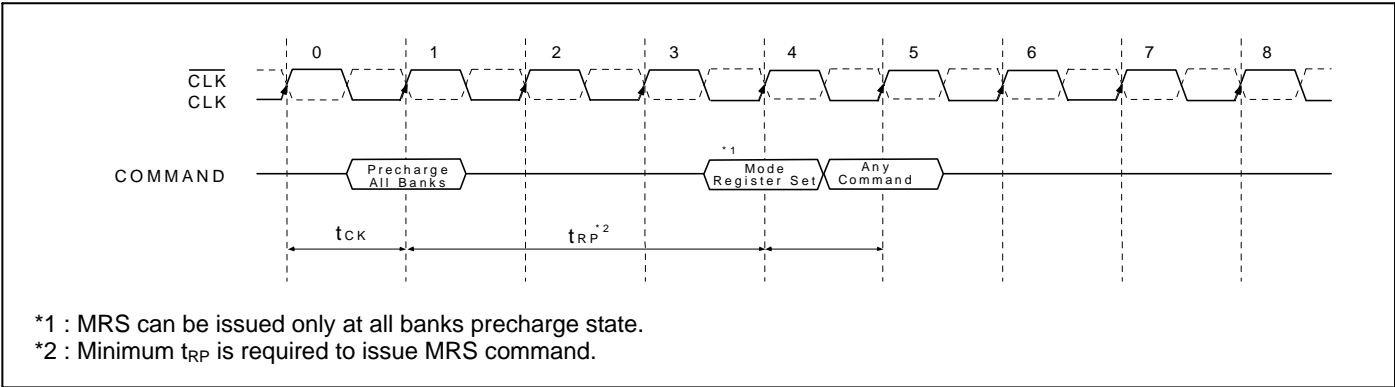 0 1 2 3 4 5 6 7 8
CLK
CLK
*1
COMMAND
Precharge
All Banks
Mode
Register Set
Any
Command
tCK
tRP*2
*1 : MRS can be issued only at all banks precharge state.
*2 : Minimum tRP is required to issue MRS command.